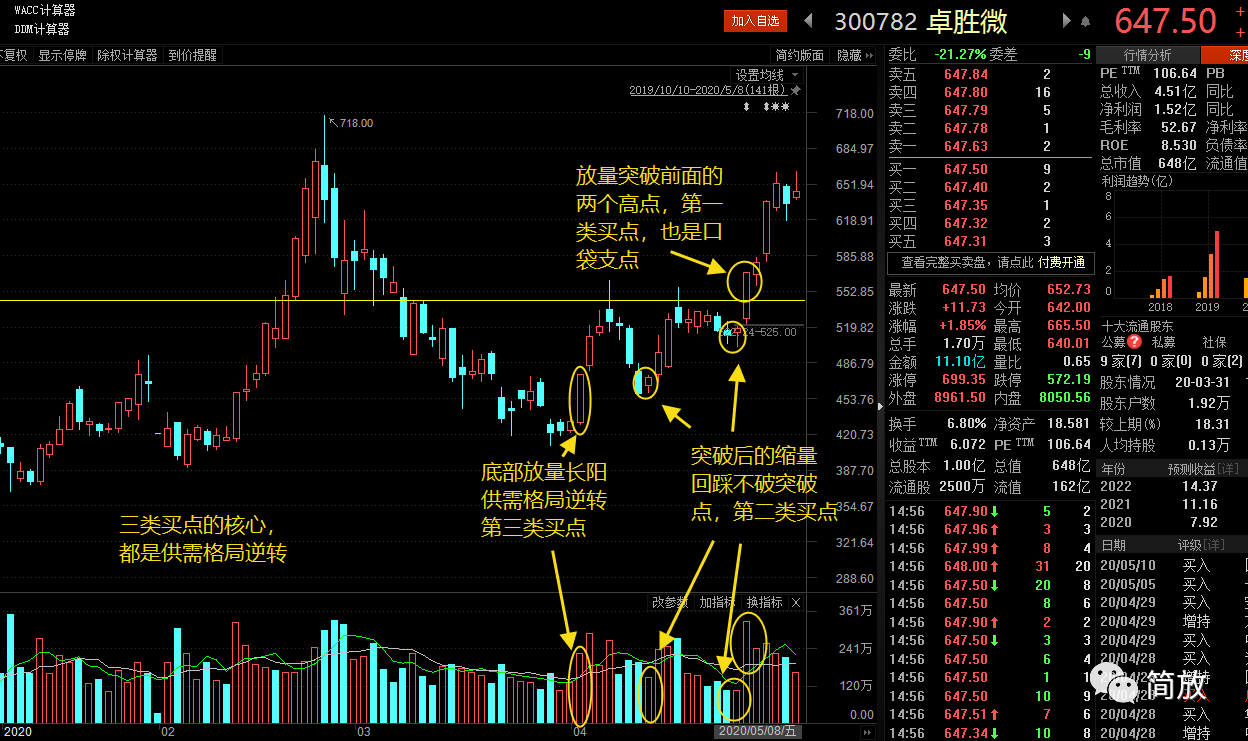 WACC计算器
DDM计算器
加入自选
300782 卓胜微
647.50
不复权 显示停牌 除权计算器 到价提醒
简约版面 隐藏
设置均线
2019/10/10-2020/5/8(141根)
718.00
放量突破前面的
两个高点，第一
类买点，也是口
袋支点
底部放量长阳
供需格局逆转
第三类买点
突破后的缩量
回踩不破突破
点，第二类买点
三类买点的核心，
都是供需格局逆转
718.00
684.97
651.94
618.91
585.88
552.85
519.82
486.79
453.76
420.73
387.70
354.67
321.64
288.60
24-525.00
改参数 加指标 换指标
361万
241万
120万
0.00
2020 02 03 04 2020/05/08/五
委比 -21.27% 委差 -9
卖五 647.84 2
卖四 647.80 16
卖三 647.79 5
卖二 647.78 1
卖一 647.63 2
买一 647.50 9
买二 647.40 2
买三 647.35 1
买四 647.32 2
买五 647.31 3
查看完整买卖盘，请点此 付费开通
最新 647.50 均价 652.73
涨跌 +11.73 今开 642.00
涨幅 +1.85% 最高 665.50
总手 1.70万 最低 640.01
金额 11.10亿 量比 0.65
涨停 699.35 跌停 572.19
外盘 8961.50 内盘 8050.56
换手 6.80% 净资产 18.581
收益TTM 6.072 PE TTM 106.64
总股本 1.00亿 总值 648亿
流通股 2500万 流值 162亿
14:56 647.90 5 2
14:56 647.96 3 3
14:56 647.99 8 4
14:56 648.00 31 20
14:56 647.50 20 8
14:56 647.50 8 6
14:56 647.90 2 2
14:56 647.50 3 3
14:56 647.50 6 4
14:56 647.50 1 1
14:56 647.50 10 9
14:56 647.51 7 6
14:56 647.34 10 8
行情分析 深度
PE TTM 106.64 PB
总收入 4.51亿 同比
净利润 1.52亿 同比
毛利率 52.67 净利率
ROE 8.530 负债率
总市值 648亿 流通值
利润趋势(亿)
8
6
4
2
0
2018 2019 2
十大流通股东
公募 私募 社保
9家(7) 0家(0) 0家(2)
股东情况 20-03-31
股东户数 1.92万
较上期(%) 18.31
人均持股 0.13万
年份 预测收益[详]
2022 14.37
2021 11.16
2020 7.92
日期 评级[详]
20/05/10 买入
20/05/05 买入
20/04/29 买入
20/04/29 增持
20/04/29 买入
20/04/28 买入
增持
20/04/28 买入
20/04/28 增持
简放